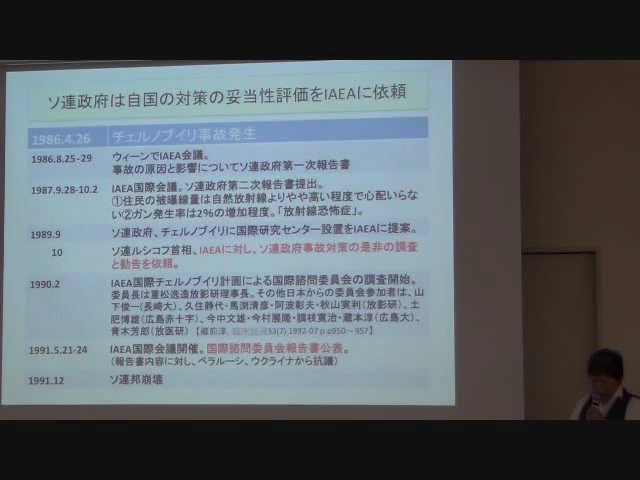 ソ連政府は自国の対策の妥当性評価をIAEAに依頼
1986.4.26 チェルノブイリ事故発生
1986.8.25-29 ウィーンでIAEA会議。
事故の原因と影響についてソ連政府第一次報告書
1987.9.28-10.2 IAEA国際会議。ソ連政府第二次報告書提出。
①住民の被曝線量は自然放射線よりやや高い程度で心配いらな
い②ガン発生率は2%の増加程度。「放射線恐怖症」。
1989.9 ソ連政府、チェルノブイリに国際研究センター設置をIAEAに提案。
10 ソ連ルシコフ首相、IAEAに対し、ソ連政府事故対策の是非の調査
と勧告を依頼。
1990.2 IAEA国際チェルノブイリ計画による国際諮問委員会の調査開始。
委員長は重松逸造放影研理事長。その他日本からの委員会参加者は、山
下俊一(長崎大)、久住静代・馬渕清彦・阿波彰夫・秋山実利(放影研)、土
肥博雄(広島赤十字)、今中文雄・今村展隆・調枝寛治・蔵本淳(広島大)、
青木芳郎(放医研) 【蔵前淳、臨床血液33(7) 1992-07 p.p950～957】
1991.5.21-24 IAEA国際会議開催。国際諮問委員会報告書公表。
(報告書内容に対し、ベラルーシ、ウクライナから抗議)
1991.12 ソ連邦崩壊